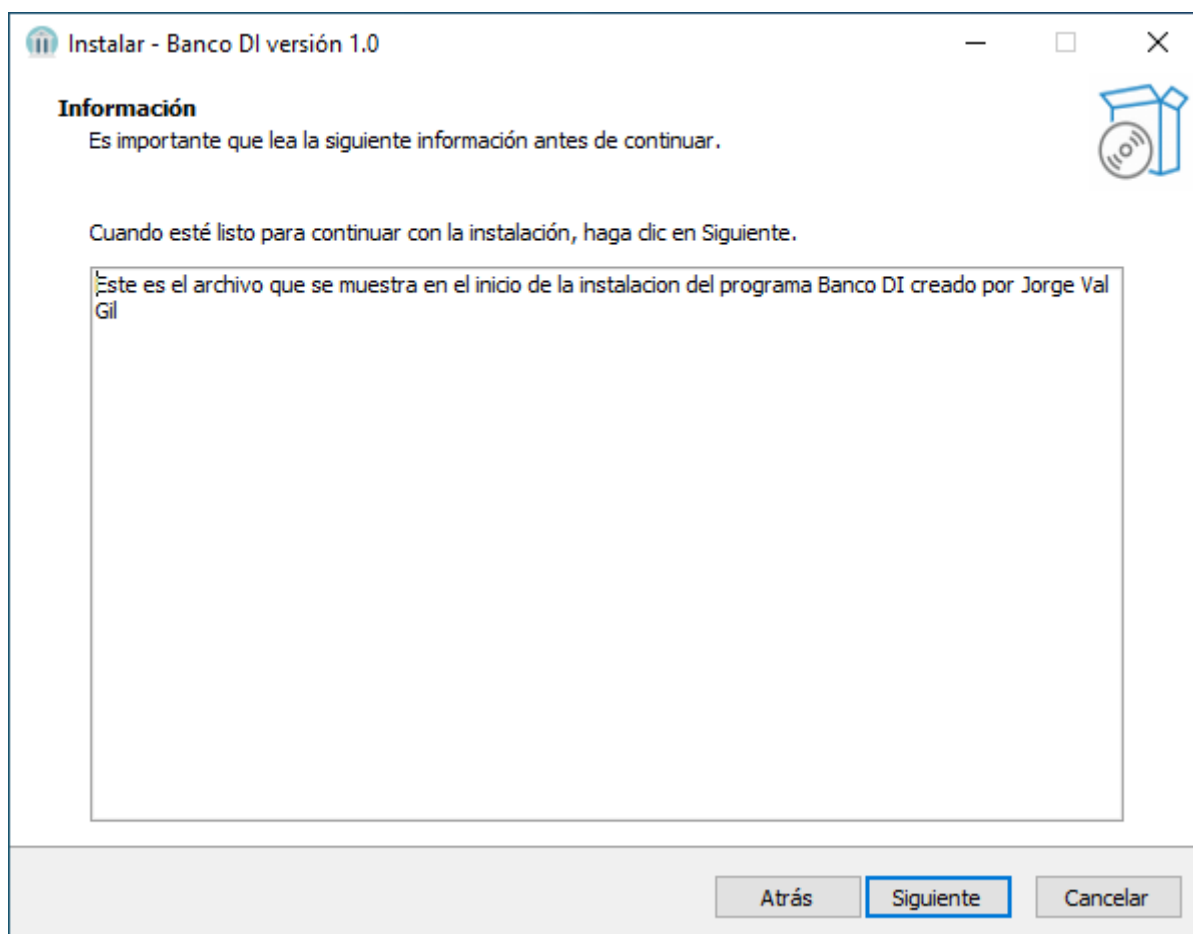 Instalar - Banco DI versión 1.0
Información
Es importante que lea la siguiente información antes de continuar.
Cuando esté listo para continuar con la instalación, haga clic en Siguiente.
Este es el archivo que se muestra en el inicio de la instalacion del programa Banco DI creado por Jorge Val
Gil
Atrás
Siguiente
Cancelar